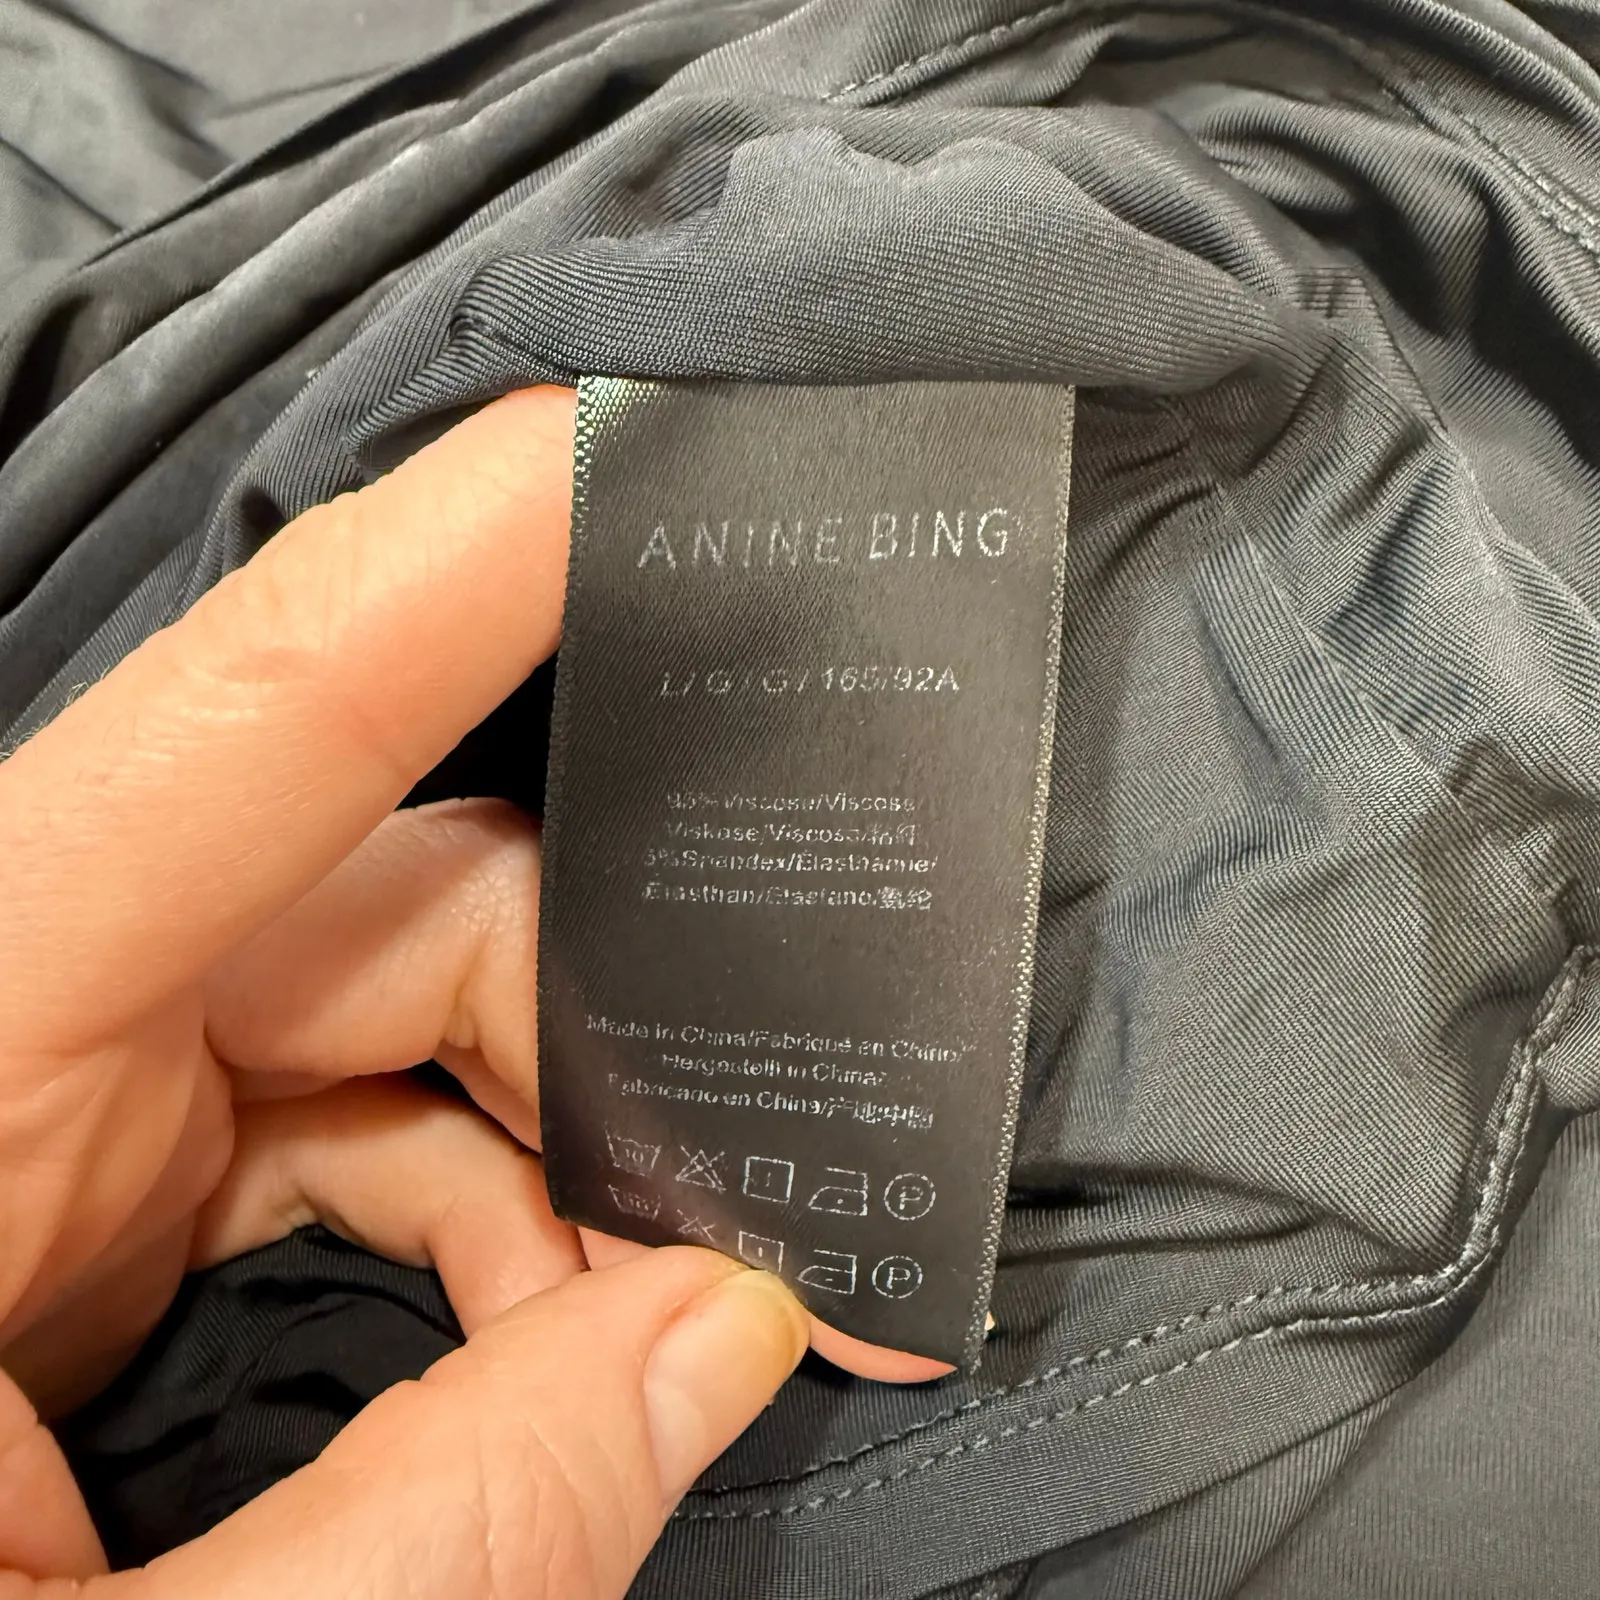 ANINE BING
L/G/G/165/92A
95%Viscose/Viscose/
Viskose/Viscosa/粘纤
5%Spandex/Élasthanne/
Elasthan/Elastano/氨纶
Made in China/Fabriqué en Chine/
Hergestellt in China/
Fabricado en China/产地:中国
P
P